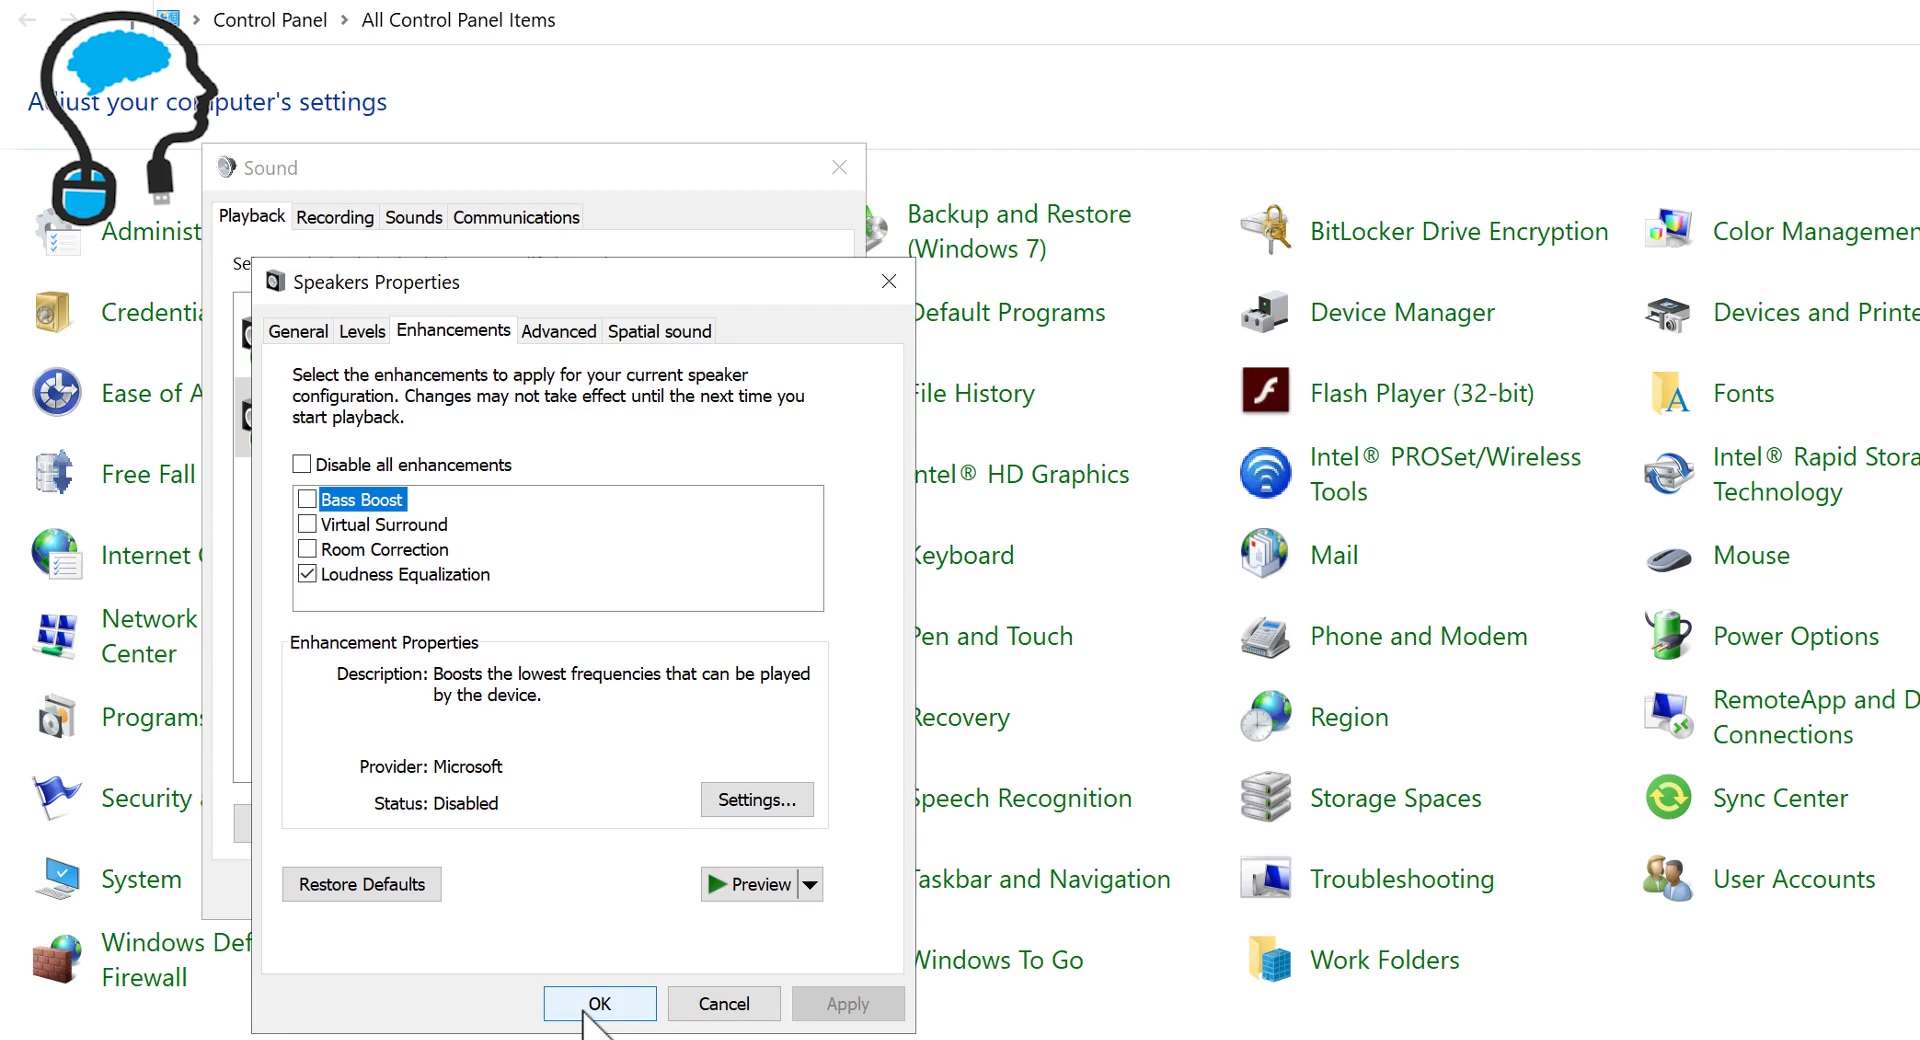 Control Panel > All Control Panel Items
Adjust your computer's settings
Sound
Playback Recording Sounds Communications
Speakers Properties
General Levels Enhancements Advanced Spatial sound
Select the enhancements to apply for your current speaker
configuration. Changes may not take effect until the next time you
start playback.
Disable all enhancements
Bass Boost
Virtual Surround
Room Correction
Loudness Equalization
Enhancement Properties
Description: Boosts the lowest frequencies that can be played
by the device.
Provider: Microsoft
Status: Disabled
Settings...
Restore Defaults
Preview
OK Cancel Apply
Administ
Credentia
Ease of A
Free Fall
Internet
Network
Center
Programs
Security
System
Windows Def
Firewall
Backup and Restore
(Windows 7)
Default Programs
File History
Intel® HD Graphics
Keyboard
Pen and Touch
Recovery
Speech Recognition
Taskbar and Navigation
Windows To Go
BitLocker Drive Encryption
Device Manager
Flash Player (32-bit)
Intel® PROSet/Wireless
Tools
Mail
Phone and Modem
Region
Storage Spaces
Troubleshooting
Work Folders
Color Managemen
Devices and Printe
Fonts
Intel® Rapid Stora
Technology
Mouse
Power Options
RemoteApp and D
Connections
Sync Center
User Accounts